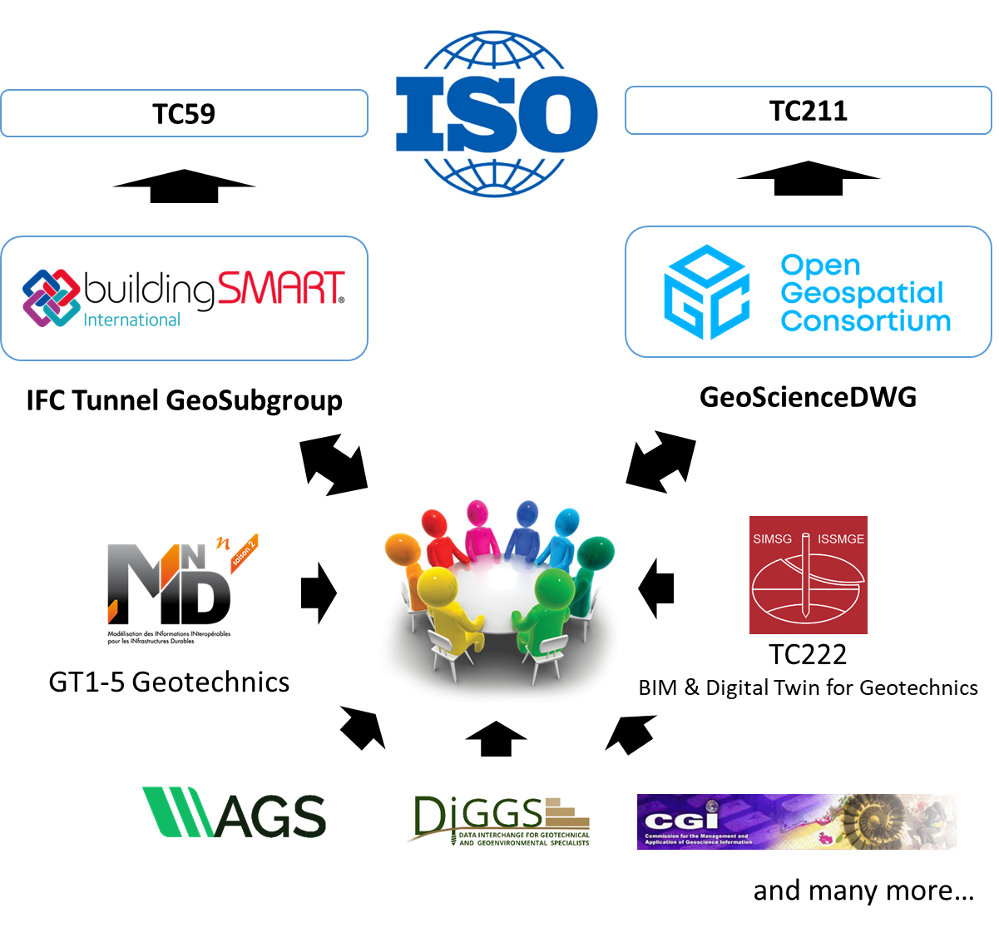 ISO
TC59
TC211
buildingSMART®
International
OGC
Open
Geospatial
Consortium
IFC Tunnel GeoSubgroup
GeoScienceDWG
MIND
n
saison 2
Modélisation des INformations INteropérables
pour les INfrastructures Durables
GT1-5 Geotechnics
SIMSG ISSMGE
TC222
BIM & Digital Twin for Geotechnics
AGS
DiGGS
DATA INTERCHANGE FOR GEOTECHNICAL
AND GEOENVIRONMENTAL SPECIALISTS
CGI
Commission for the Management and
Application of Geoscience Information
and many more...